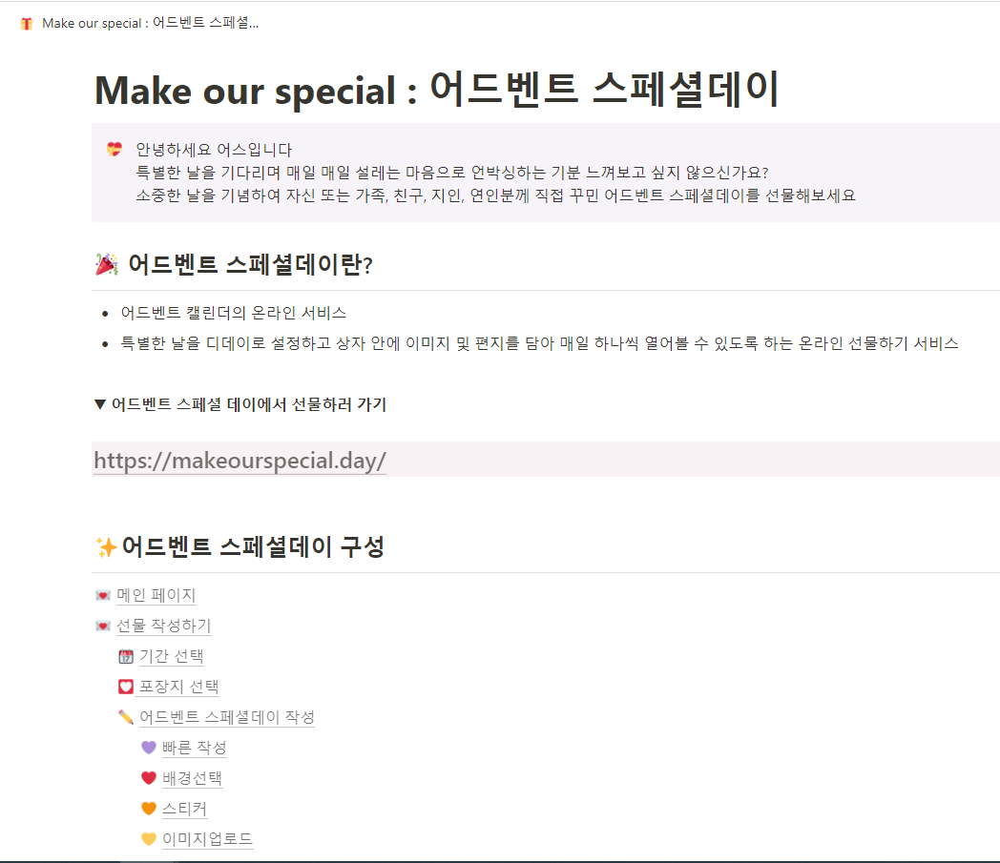 Make our special : 어드벤트 스페셜...
Make our special : 어드벤트 스페셜데이
안녕하세요 어스입니다
특별한 날을 기다리며 매일 매일 설레는 마음으로 언박싱하는 기분 느껴보고 싶지 않으신가요?
소중한 날을 기념하여 자신 또는 가족, 친구, 지인, 연인분께 직접 꾸민 어드벤트 스페셜데이를 선물해보세요
어드벤트 스페셜데이란?
• 어드벤트 캘린더의 온라인 서비스
• 특별한 날을 디데이로 설정하고 상자 안에 이미지 및 편지를 담아 매일 하나씩 열어볼 수 있도록 하는 온라인 선물하기 서비스
▼ 어드벤트 스페셜 데이에서 선물하러 가기
https://makeourspecial.day/
어드벤트 스페셜데이 구성
메인 페이지
선물 작성하기
기간 선택
포장지 선택
어드벤트 스페셜데이 작성
빠른 작성
배경선택
스티커
이미지업로드